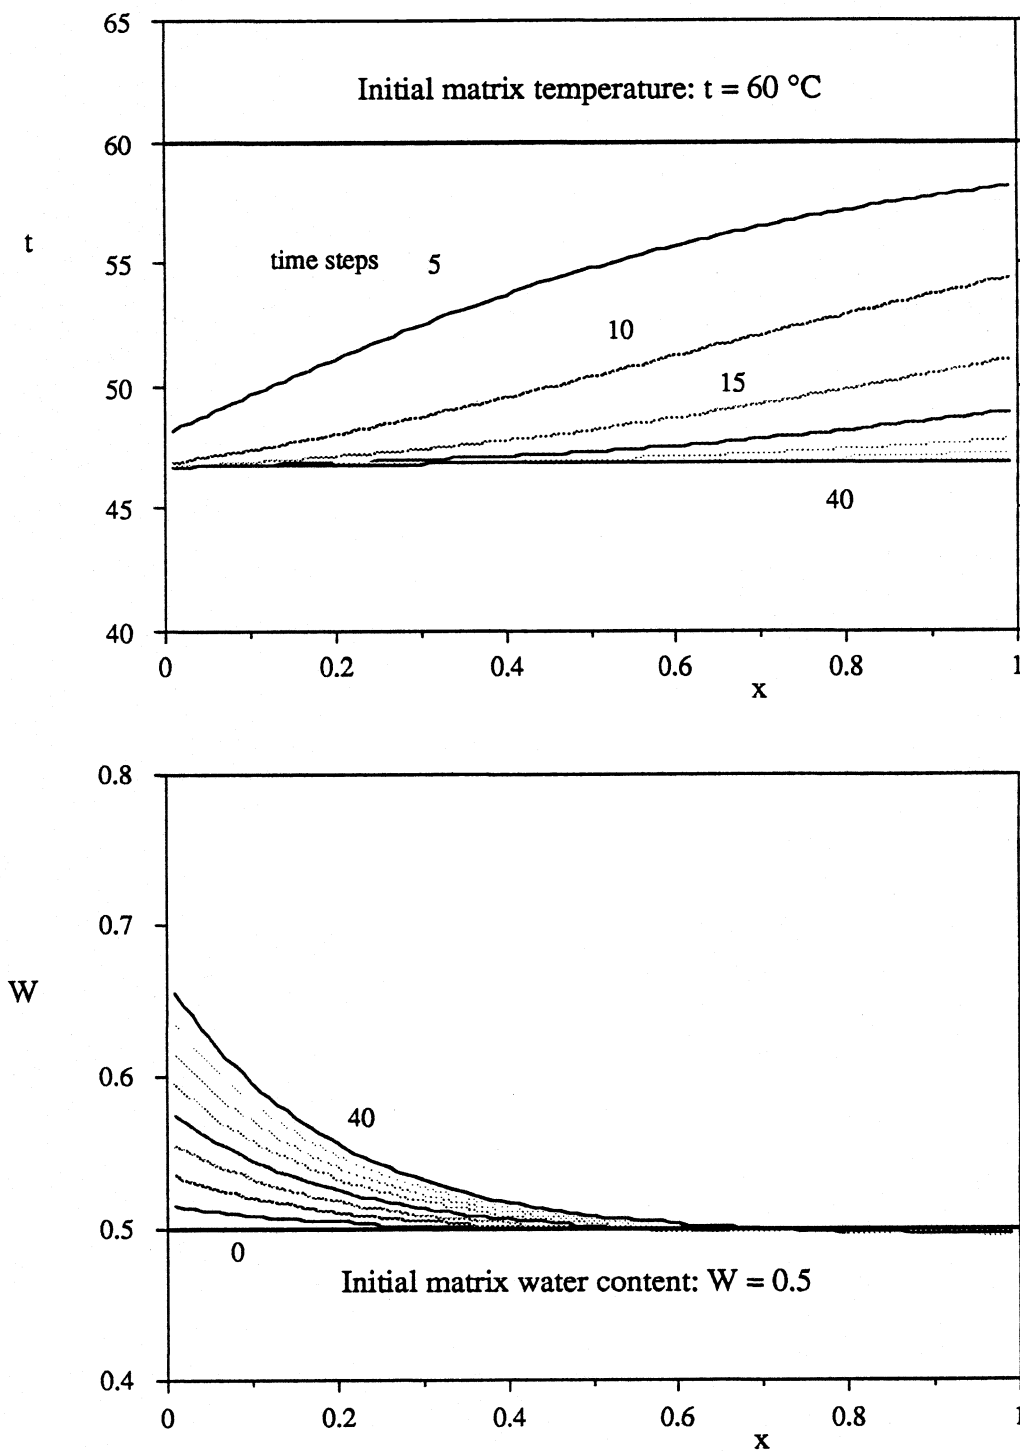 65
Initial matrix temperature: t = 60 °C
60
t
time steps 5
55
10
50
15
45
40
40
0 0.2 0.4 0.6 0.8 1
x
0.8
0.7
W
0.6
40
0.5
0
Initial matrix water content: W = 0.5
0.4
0 0.2 0.4 0.6 0.8 1
x